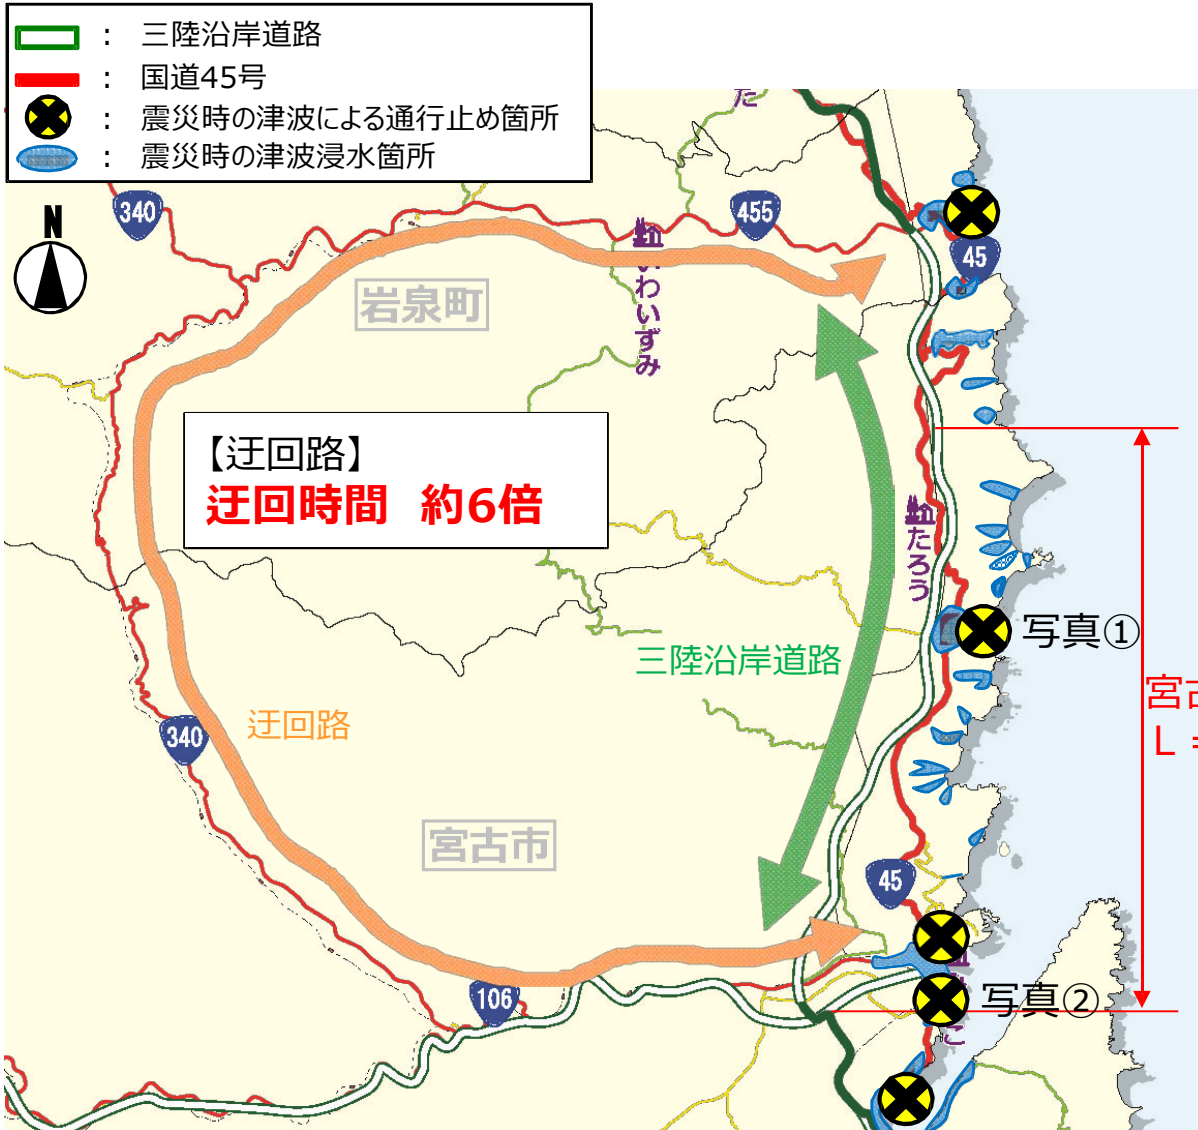 ： 三陸沿岸道路
： 国道45号
： 震災時の津波による通行止め箇所
： 震災時の津波浸水箇所
N
340
455
45
岩泉町
いわいずみ
【迂回路】
迂回時間 約6倍
たろう
写真①
三陸沿岸道路
宮古
L =
迂回路
340
宮古市
45
106
写真②